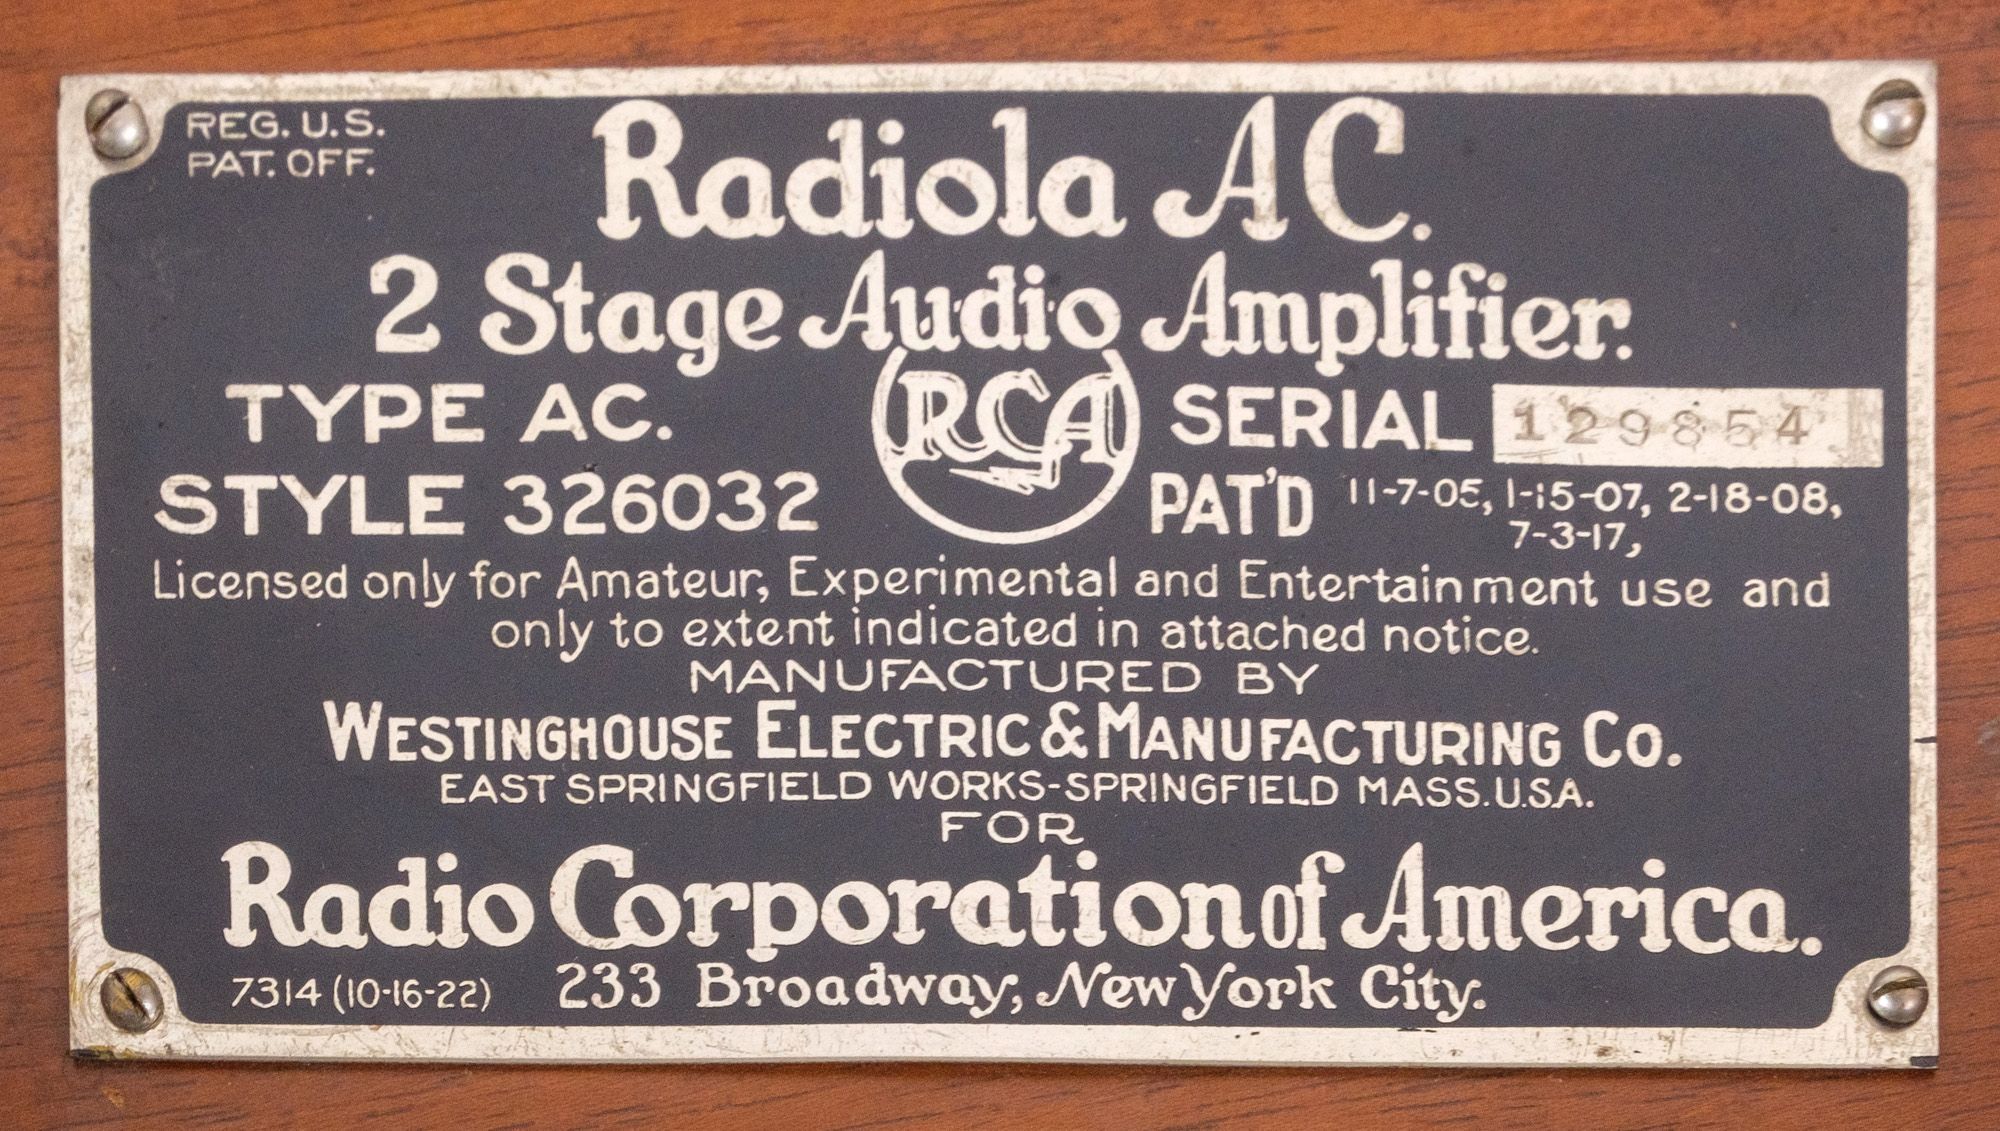 REG. U.S.
PAT. OFF.
Radiola AC.
2 Stage Audio Amplifier.
TYPE AC.
RCA
SERIAL 129854
STYLE 326032
PAT'D 11-7-05, 1-15-07, 2-18-08,
7-3-17,
Licensed only for Amateur, Experimental and Entertainment use and
only to extent indicated in attached notice.
MANUFACTURED BY
WESTINGHOUSE ELECTRIC & MANUFACTURING CO.
EAST SPRINGFIELD WORKS-SPRINGFIELD MASS. U.S.A.
FOR
Radio Corporation of America.
7314 (10-16-22) 233 Broadway, New York City.